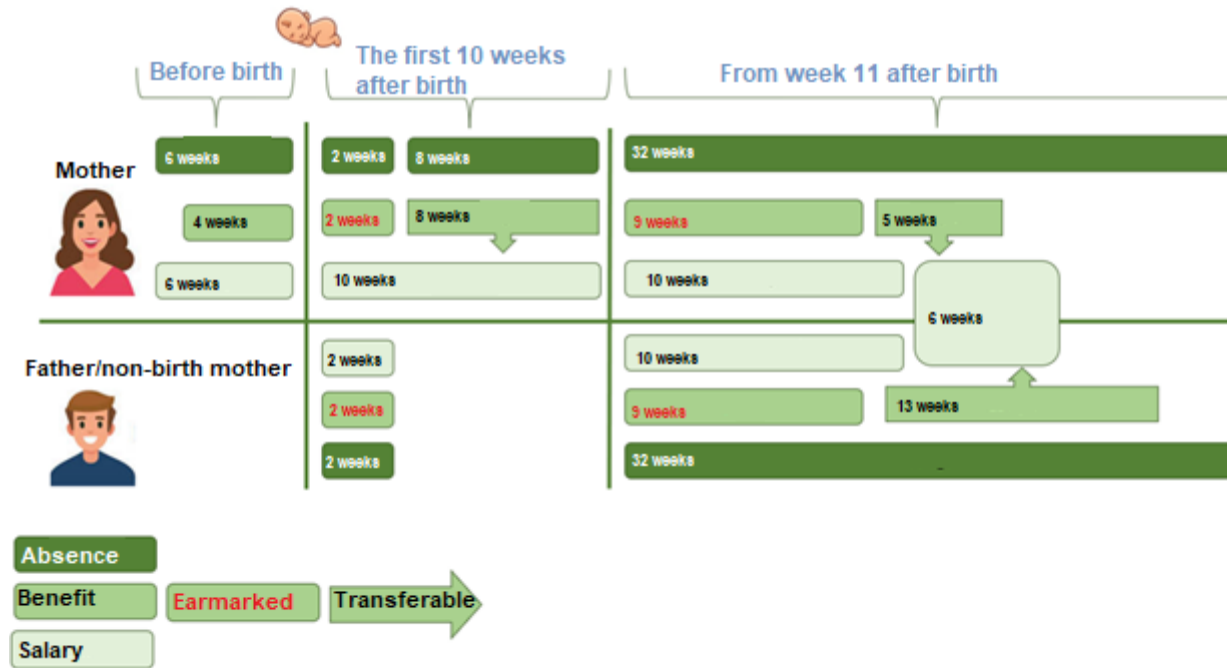 Before birth
The first 10 weeks
after birth
From week 11 after birth
Mother
6 weeks
2 weeks
8 weeks
32 weeks
4 weeks
2 weeks
8 weeks
9 weeks
5 weeks
6 weeks
10 weeks
10 weeks
6 weeks
Father/non-birth mother
2 weeks
10 weeks
2 weeks
9 weeks
13 weeks
2 weeks
32 weeks
Absence
Benefit
Earmarked
Transferable
Salary